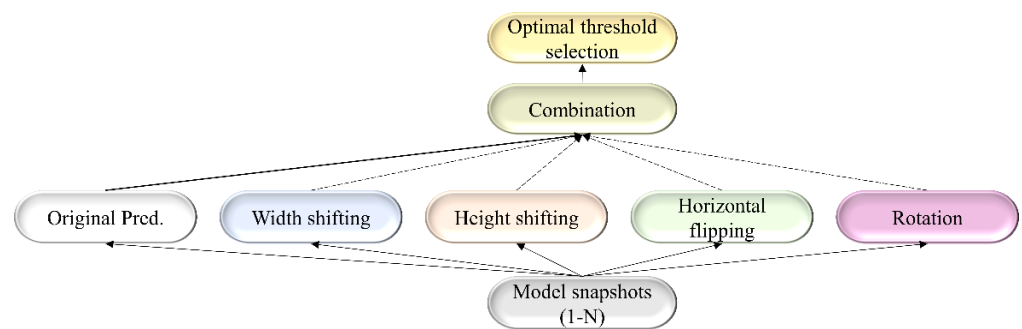 Optimal threshold
selection
Combination
Original Pred.
Width shifting
Height shifting
Horizontal
flipping
Rotation
Model snapshots
(1-N)